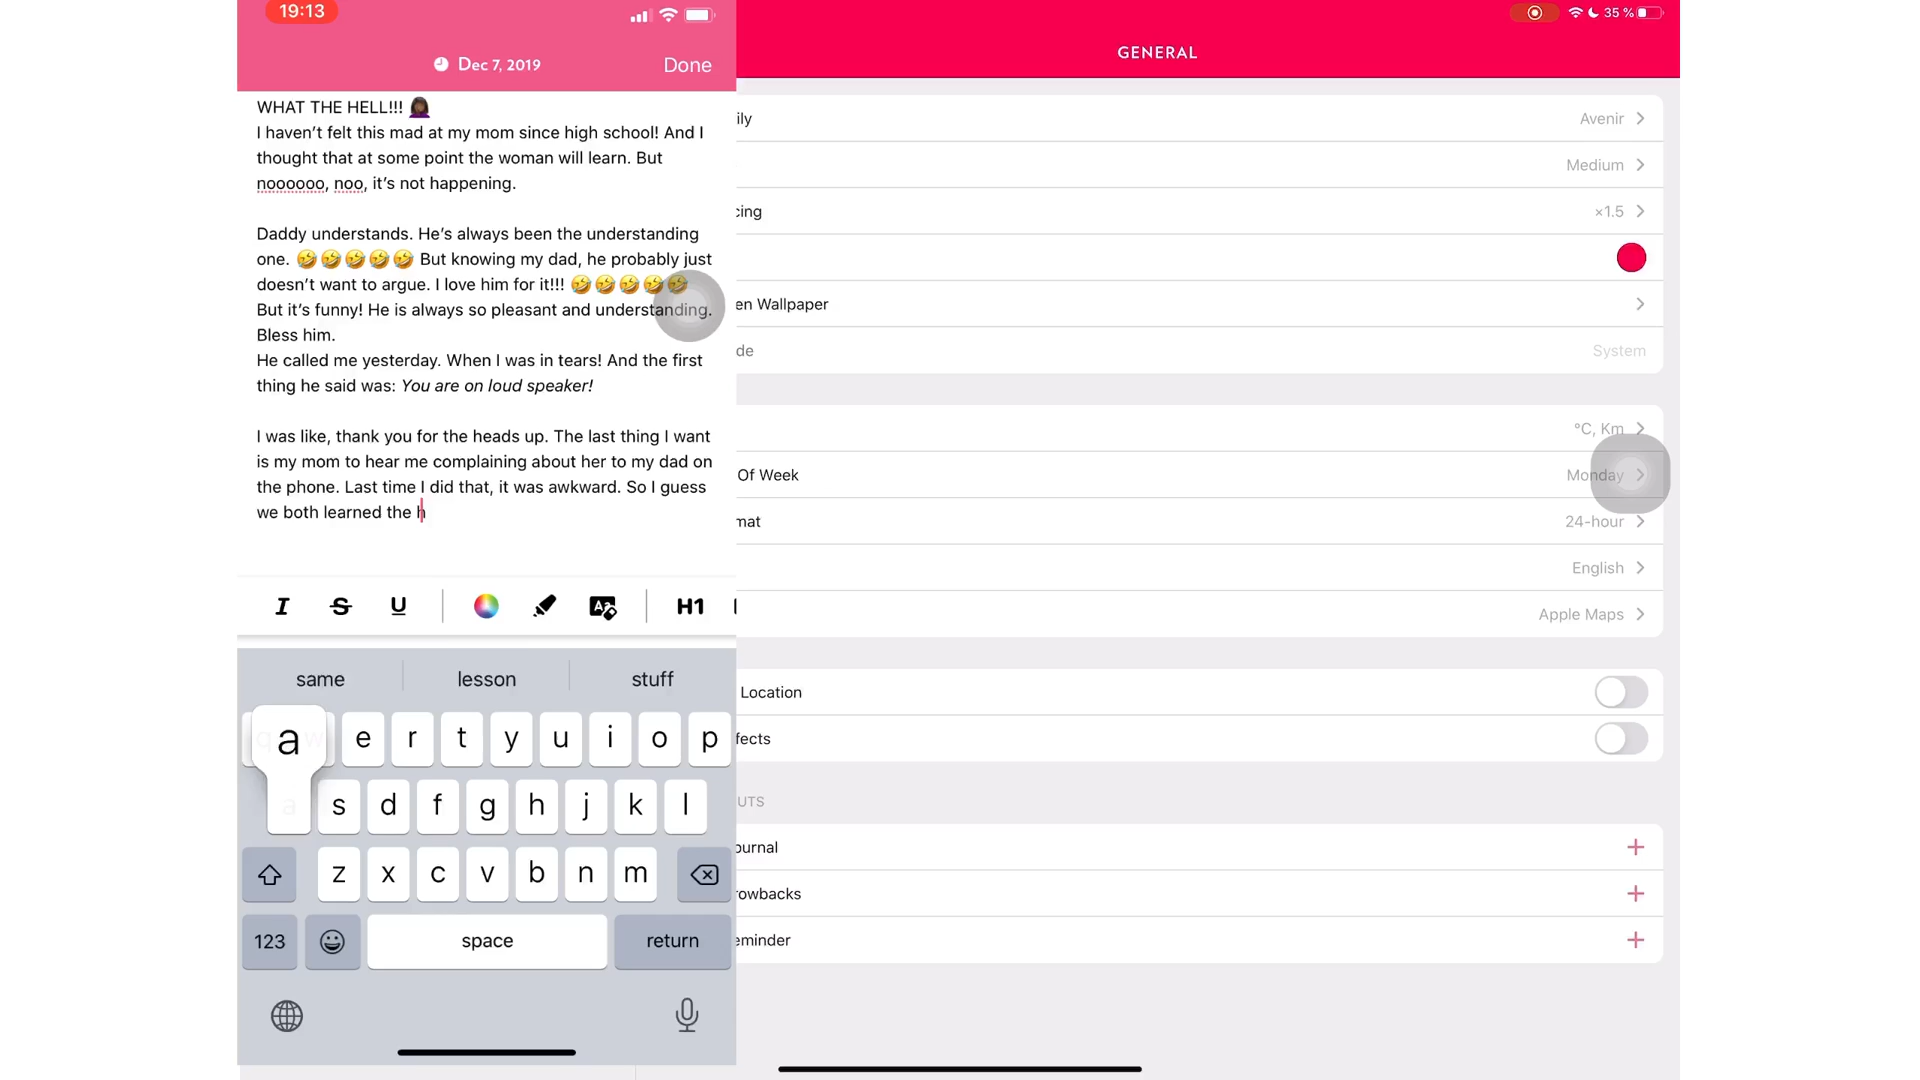 19:13
Dec 7, 2019
Done
WHAT THE HELL!!!
I haven't felt this mad at my mom since high school! And I
thought that at some point the woman will learn. But
noooooo, noo, it's not happening.
Daddy understands. He's always been the understanding
one. 🤣🤣🤣🤣🤣 But knowing my dad, he probably just
doesn't want to argue. I love him for it!!! 🤣🤣🤣🤣🤣
But it's funny! He is always so pleasant and understanding.
Bless him.
He called me yesterday. When I was in tears! And the first
thing he said was: You are on loud speaker!
I was like, thank you for the heads up. The last thing I want
is my mom to hear me complaining about her to my dad on
the phone. Last time I did that, it was awkward. So I guess
we both learned the h
I S U H1
same lesson stuff
a e r t y u i o p
s d f g h j k l
z x c v b n m
123 space return
35 %
GENERAL
ily Avenir
Medium
cing ×1.5
en Wallpaper
de System
°C, Km
Of Week Monday
mat 24-hour
English
Apple Maps
Location
fects
UTS
ournal
rowbacks
eminder